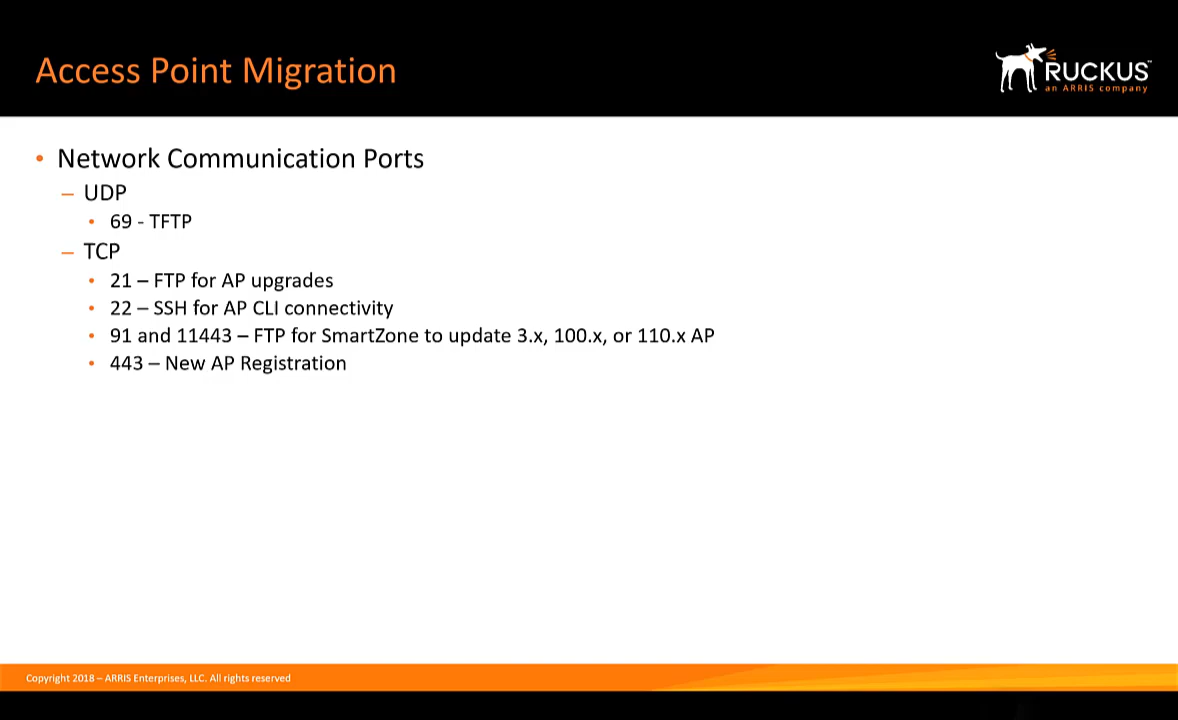 Access Point Migration
RUCKUS™
an ARRIS company
• Network Communication Ports
– UDP
• 69 - TFTP
– TCP
• 21 – FTP for AP upgrades
• 22 – SSH for AP CLI connectivity
• 91 and 11443 – FTP for SmartZone to update 3.x, 100.x, or 110.x AP
• 443 – New AP Registration
Copyright 2018 – ARRIS Enterprises, LLC. All rights reserved